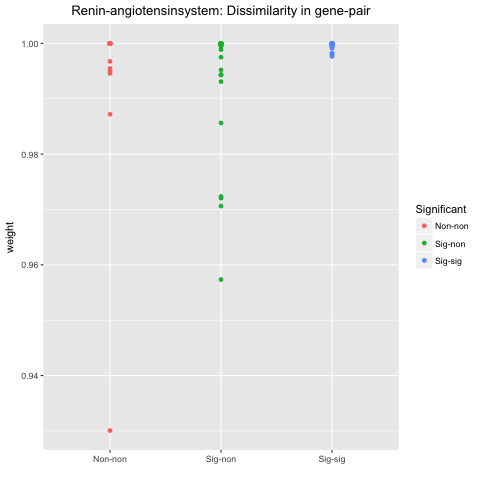 Renin-angiotensinsystem: Dissimilarity in gene-pair
1.00
0.98
0.96
0.94
weight
Non-non
Sig-non
Sig-sig
Significant
Non-non
Sig-non
Sig-sig